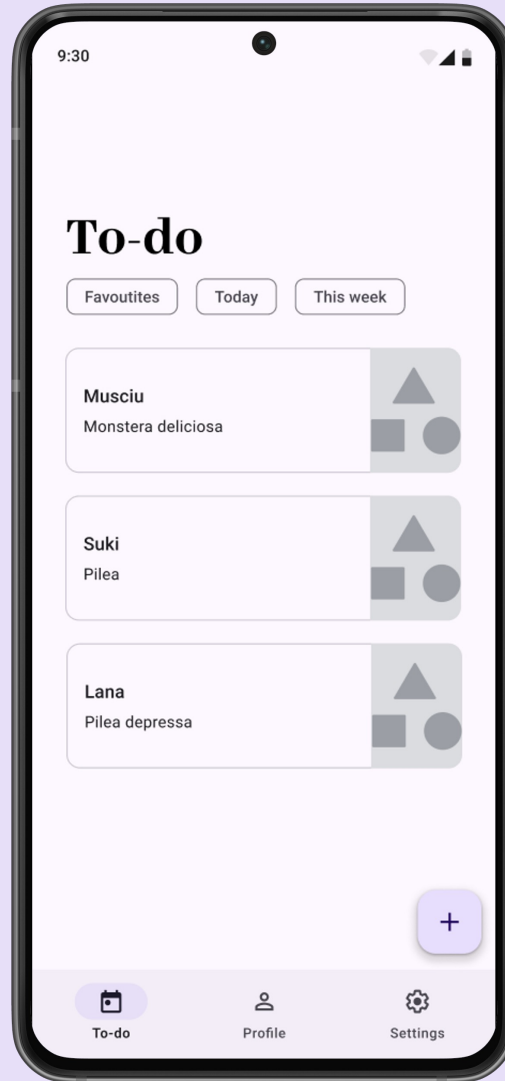 9:30
To-do
Favoutites Today This week
Musciu
Monstera deliciosa
Suki
Pilea
Lana
Pilea depressa
To-do Profile Settings